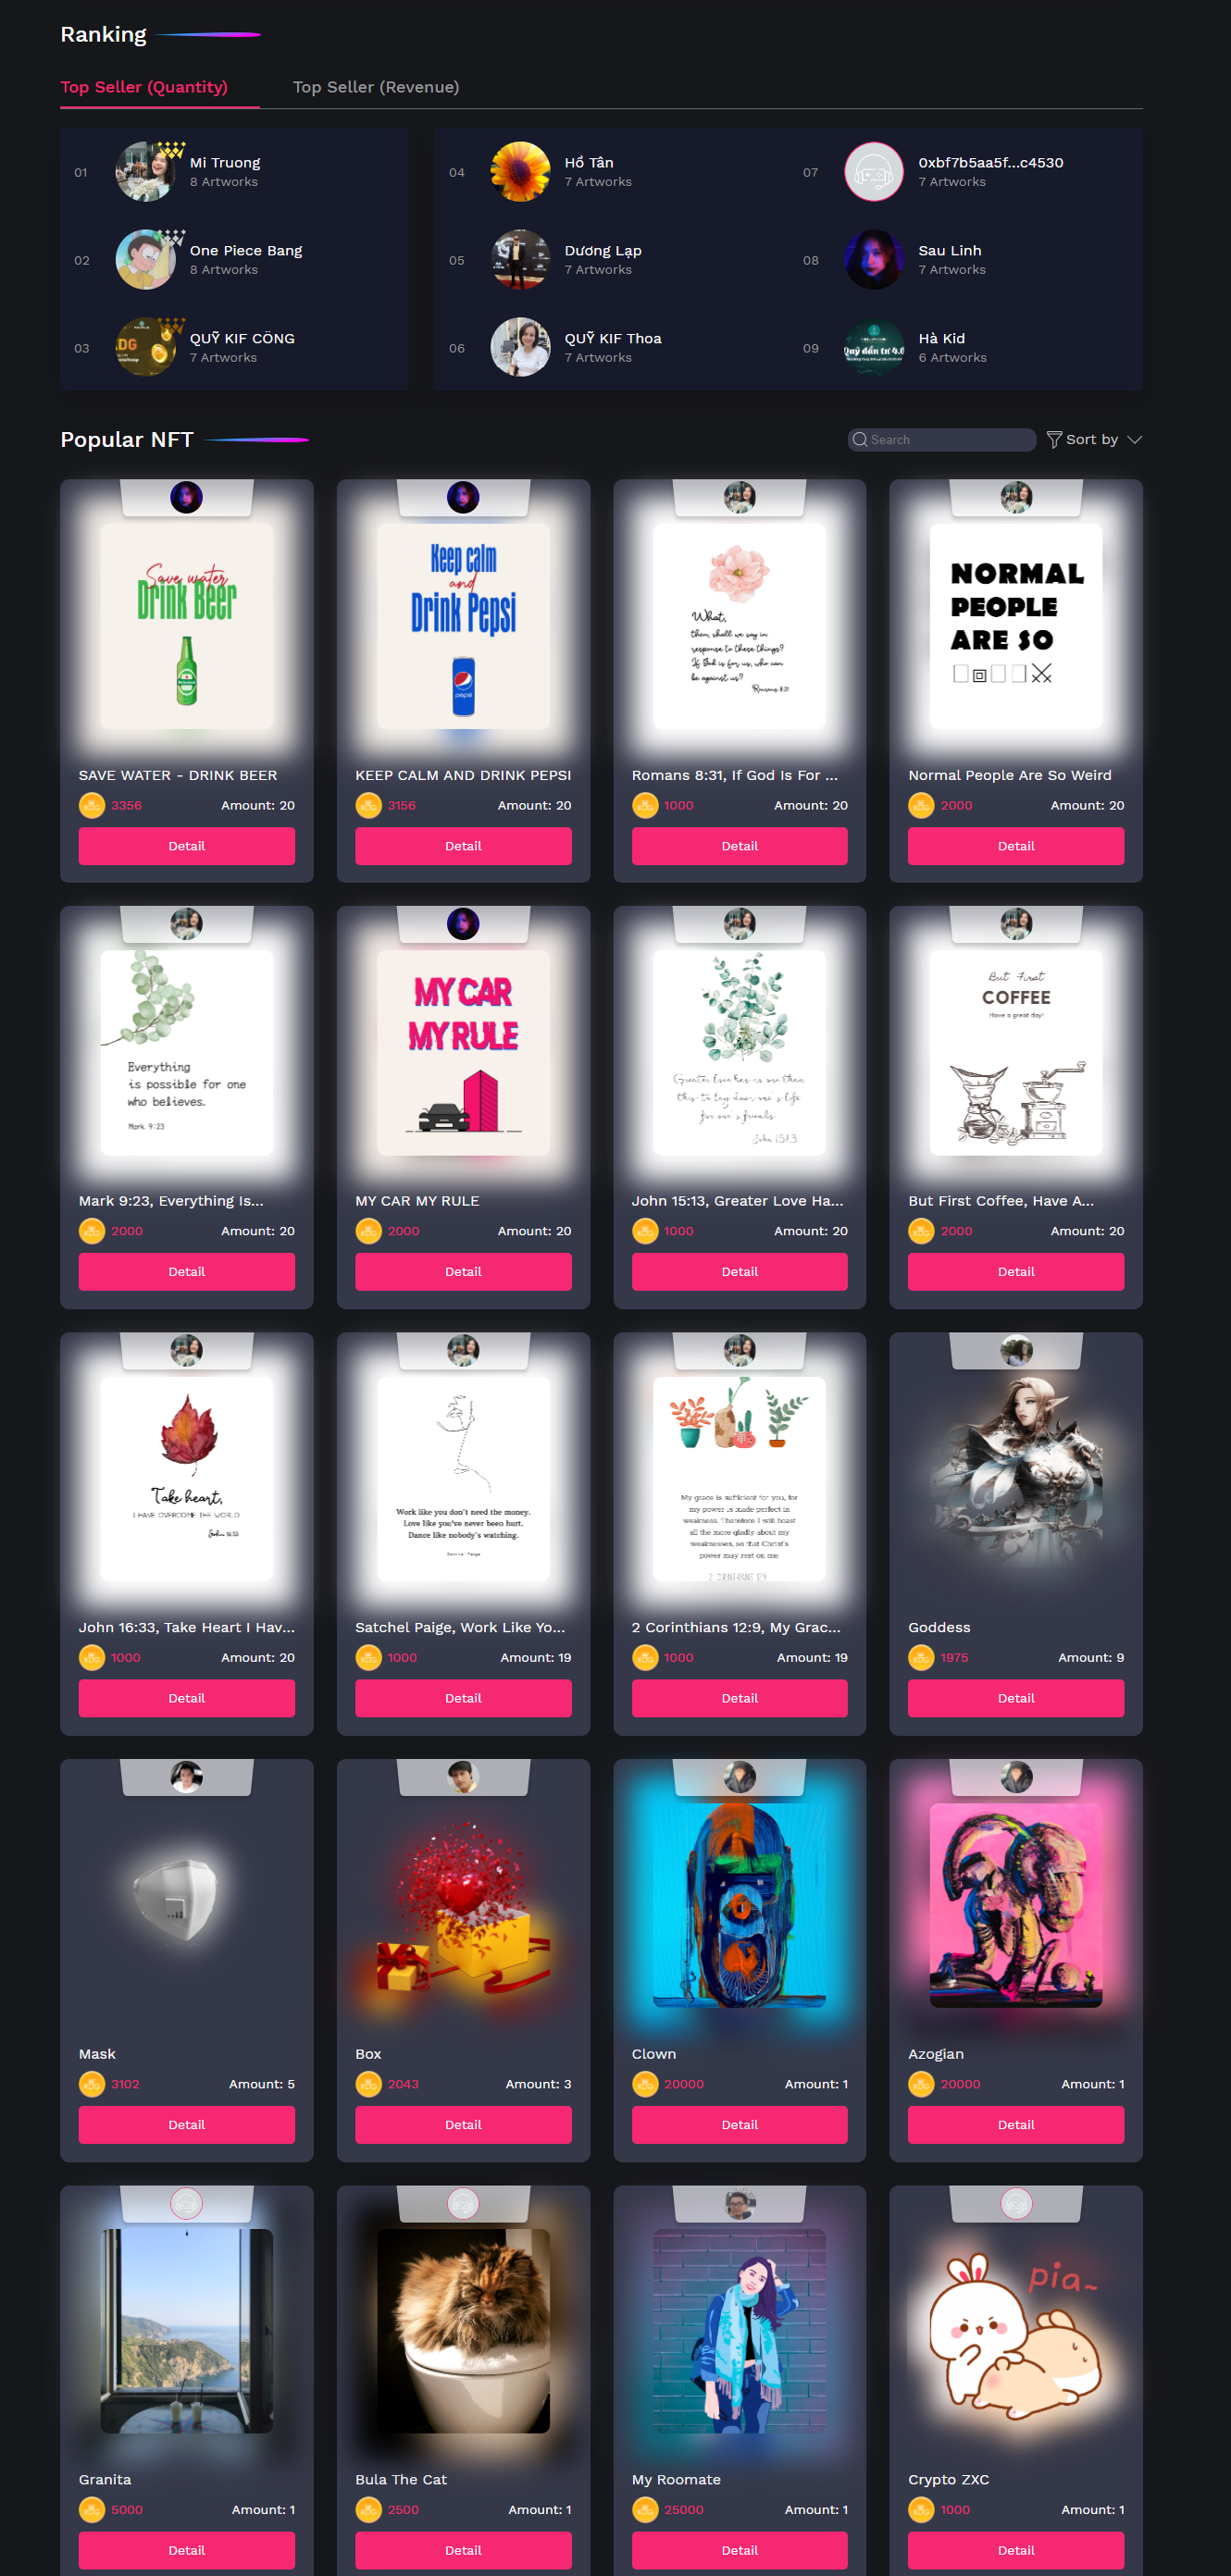 Ranking
Top Seller (Quantity)
Top Seller (Revenue)
01
Mi Truong
8 Artworks
02
One Piece Bang
8 Artworks
03
QUỸ KIF CÔNG
7 Artworks
04
Hồ Tân
7 Artworks
05
Dương Lạp
7 Artworks
06
QUỸ KIF Thoa
7 Artworks
07
0xbf7b5aa5f...c4530
7 Artworks
08
Sau Linh
7 Artworks
09
Hà Kid
6 Artworks
Popular NFT
Search
Sort by
Save water
Drink Beer
SAVE WATER - DRINK BEER
3356
Amount: 20
Detail
Keep calm
and
Drink Pepsi
pepsi
KEEP CALM AND DRINK PEPSI
3156
Amount: 20
Detail
What,
then, shall we say in
response to these things?
If God is for us, who can
be against us?
Romans 8:31
Romans 8:31, If God Is For ...
1000
Amount: 20
Detail
NORMAL
PEOPLE
ARE SO
Normal People Are So Weird
2000
Amount: 20
Detail
Everything
is possible for one
who believes.
Mark 9:23
Mark 9:23, Everything Is...
2000
Amount: 20
Detail
MY CAR
MY RULE
MY CAR MY RULE
2000
Amount: 20
Detail
Greater love has no one than
this: to lay down one's life
for one's friends
John 15:13
John 15:13, Greater Love Ha...
1000
Amount: 20
Detail
But First
COFFEE
Have a great day!
But First Coffee, Have A...
2000
Amount: 20
Detail
Take heart,
I HAVE OVERCOME THE WORLD
John 16:33
John 16:33, Take Heart I Hav...
1000
Amount: 20
Detail
Work like you don't need the money.
Love like you've never been hurt.
Dance like nobody's watching.
Satchel Paige
Satchel Paige, Work Like Yo...
1000
Amount: 19
Detail
My grace is sufficient for you, for
my power is made perfect in
weakness. Therefore I will boast
all the more gladly about my
weaknesses, so that Christ's
power may rest on me.
2 CORINTHIANS 12:9
2 Corinthians 12:9, My Grac...
1000
Amount: 19
Detail
Goddess
1975
Amount: 9
Detail
Mask
3102
Amount: 5
Detail
Box
2043
Amount: 3
Detail
Clown
20000
Amount: 1
Detail
Azogian
20000
Amount: 1
Detail
Granita
5000
Amount: 1
Detail
Bula The Cat
2500
Amount: 1
Detail
My Roomate
25000
Amount: 1
Detail
pia~
Crypto ZXC
1000
Amount: 1
Detail